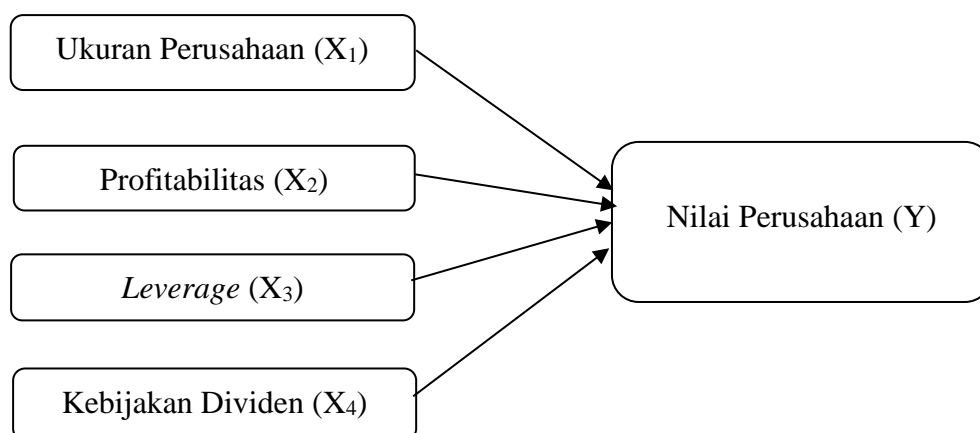 Ukuran Perusahaan (X₁)
Profitabilitas (X₂)
Leverage (X₃)
Kebijakan Dividen (X₄)
Nilai Perusahaan (Y)